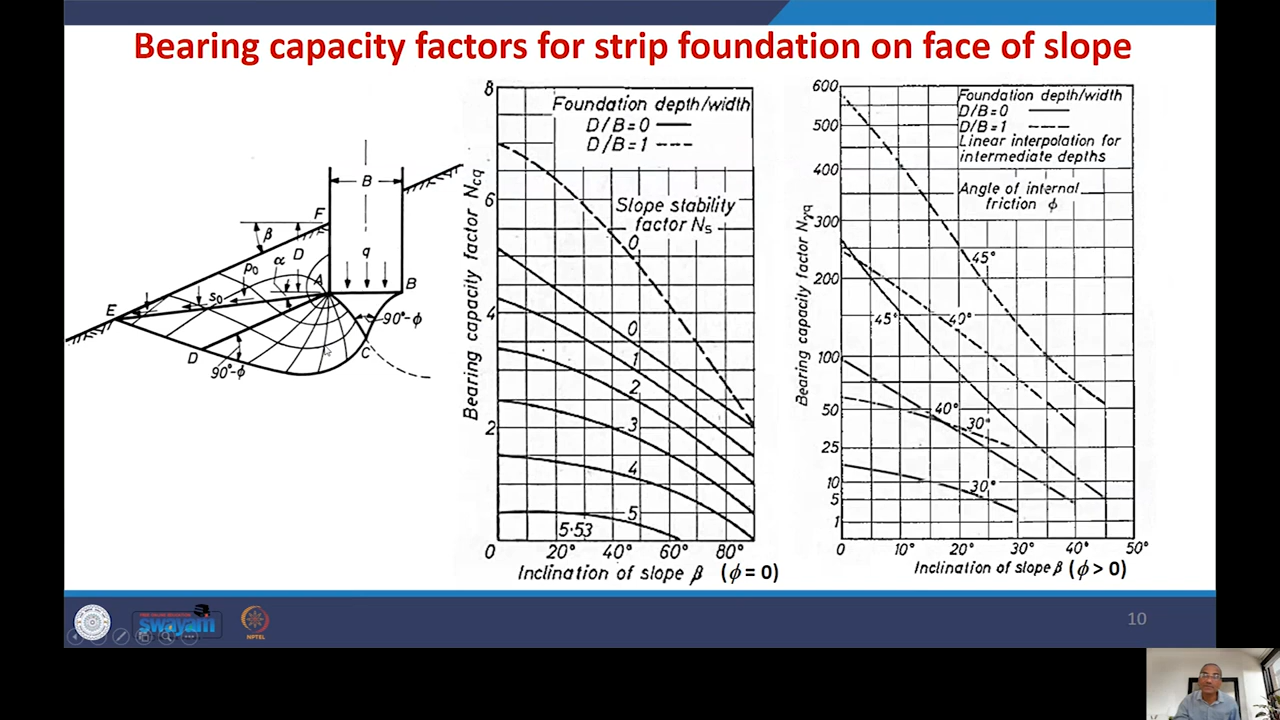 Bearing capacity factors for strip foundation on face of slope
B
F
β
D
α
q
p₀
A
B
s₀
E
90°-φ
D
C
90°-φ
8
6
4
2
0
Bearing capacity factor Ncq
Foundation depth/width
D/B=0
D/B=1
Slope stability
factor Ns
0
0
1
2
3
4
5
5·53
20°
40°
60°
80°
Inclination of slope β (ϕ = 0)
600
500
400
300
200
100
50
25
10
5
1
Bearing capacity factor Nγq
Foundation depth/width
D/B=0
D/B=1
Linear interpolation for
intermediate depths
Angle of internal
friction φ
45°
45°
40°
40°
30°
30°
0
10°
20°
30°
40°
50°
Inclination of slope β (ϕ > 0)
swayam
NPTEL
10